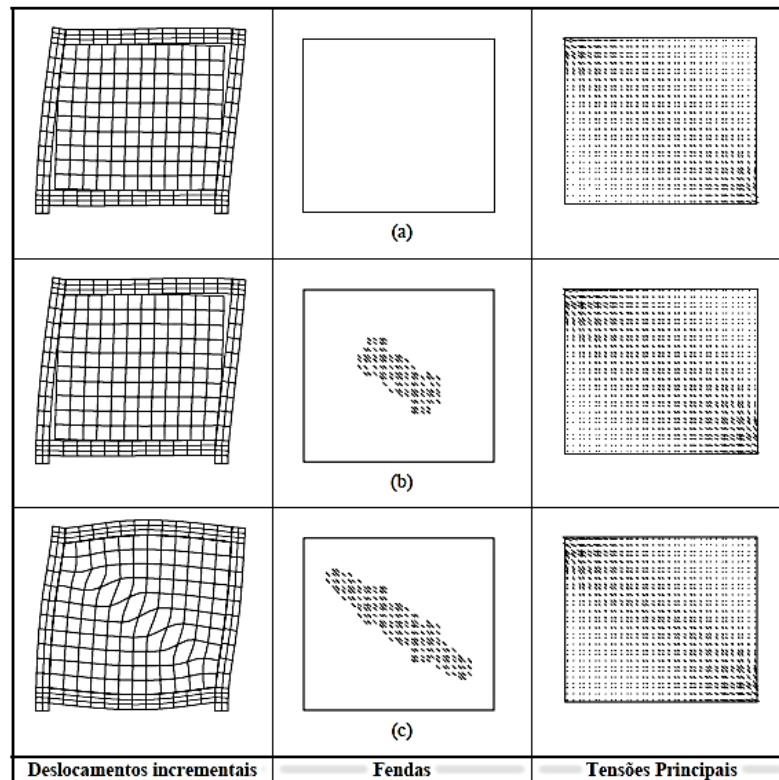 (a)
(b)
(c)
Deslocamentos incrementais
Fendas
Tensões Principais